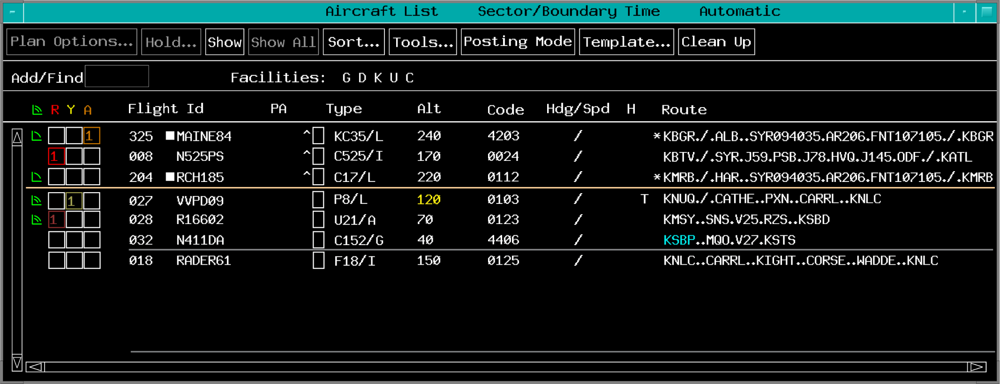 Aircraft List Sector/Boundary Time Automatic
Plan Options... Hold... Show Show All Sort... Tools... Posting Mode Template... Clean Up
Add/Find Facilities: G D K U C
R Y A Flight Id PA Type Alt Code Hdg/Spd H Route
1 325 MAINE84 ^ KC35/L 240 4203 / *KBGR./.ALB..SYR094035.AR206.FNT107105./.KBGR
1 008 N525PS ^ C525/I 170 0024 / KBTV./.SYR.J59.PSB.J78.HVQ.J145.ODF./.KATL
204 RCH185 ^ C17/L 220 0112 / *KMRB./.HAR..SYR094035.AR206.FNT107105./.KMRB
1 027 VVPD09 P8/L 120 0103 / T KNUQ./.CATHE..PXN..CARRL..KNLC
1 028 R16602 U21/A 70 0123 / KMSY..SNS.V25.RZS..KSBD
032 N411DA C152/G 40 4406 / KSBP..MQO.V27.KSTS
018 RADER61 F18/I 150 0125 / KNLC..CARRL..KIGHT..CORSE..WADDE..KNLC